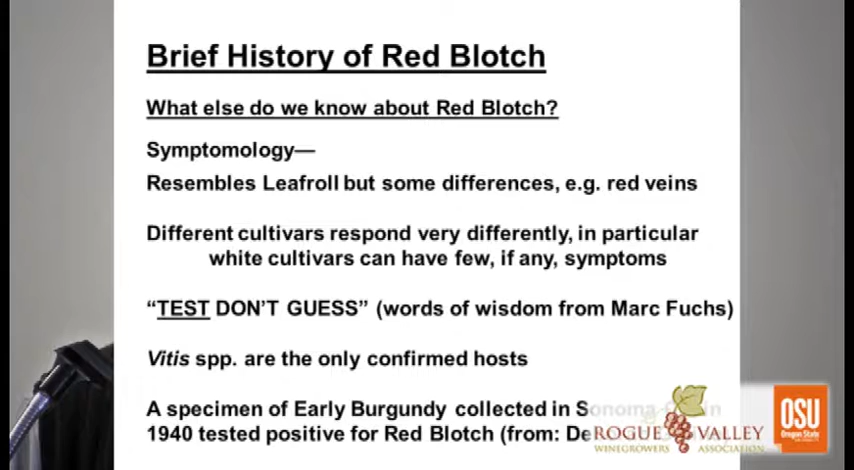 Brief History of Red Blotch
What else do we know about Red Blotch?
Symptomology—
Resembles Leafroll but some differences, e.g. red veins
Different cultivars respond very differently, in particular
white cultivars can have few, if any, symptoms
“TEST DON’T GUESS” (words of wisdom from Marc Fuchs)
Vitis spp. are the only confirmed hosts
A specimen of Early Burgundy collected in Sonoma in
1940 tested positive for Red Blotch (from:
ROGUE VALLEY
WINEGROWERS ASSOCIATION
OSU
Oregon State